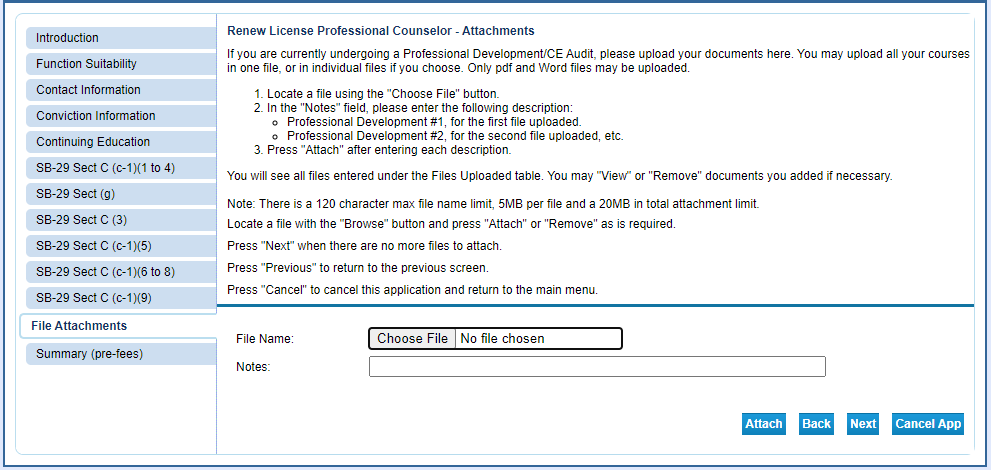 Introduction
Function Suitability
Contact Information
Conviction Information
Continuing Education
SB-29 Sect C (c-1)(1 to 4)
SB-29 Sect (g)
SB-29 Sect C (3)
SB-29 Sect C (c-1)(5)
SB-29 Sect C (c-1)(6 to 8)
SB-29 Sect C (c-1)(9)
File Attachments
Summary (pre-fees)
Renew License Professional Counselor - Attachments
If you are currently undergoing a Professional Development/CE Audit, please upload your documents here. You may upload all your courses
in one file, or in individual files if you choose. Only pdf and Word files may be uploaded.
1. Locate a file using the "Choose File" button.
2. In the "Notes" field, please enter the following description:
Professional Development #1, for the first file uploaded.
Professional Development #2, for the second file uploaded, etc.
3. Press "Attach" after entering each description.
You will see all files entered under the Files Uploaded table. You may "View" or "Remove" documents you added if necessary.
Note: There is a 120 character max file name limit, 5MB per file and a 20MB in total attachment limit.
Locate a file with the "Browse" button and press "Attach" or "Remove" as is required.
Press "Next" when there are no more files to attach.
Press "Previous" to return to the previous screen.
Press "Cancel" to cancel this application and return to the main menu.
File Name: Choose File No file chosen
Notes:
Attach Back Next Cancel App